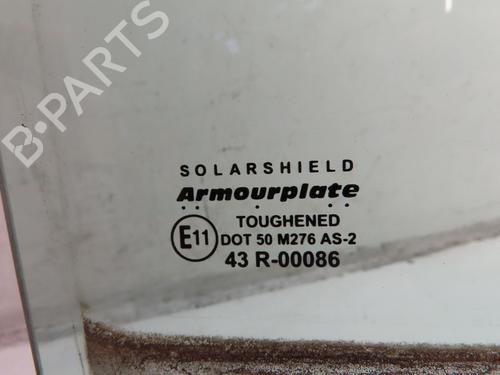 B-PARTS
SOLARSHIELD
Armourplate
TOUGHENED
E11 DOT 50 M276 AS-2
43 R-00086